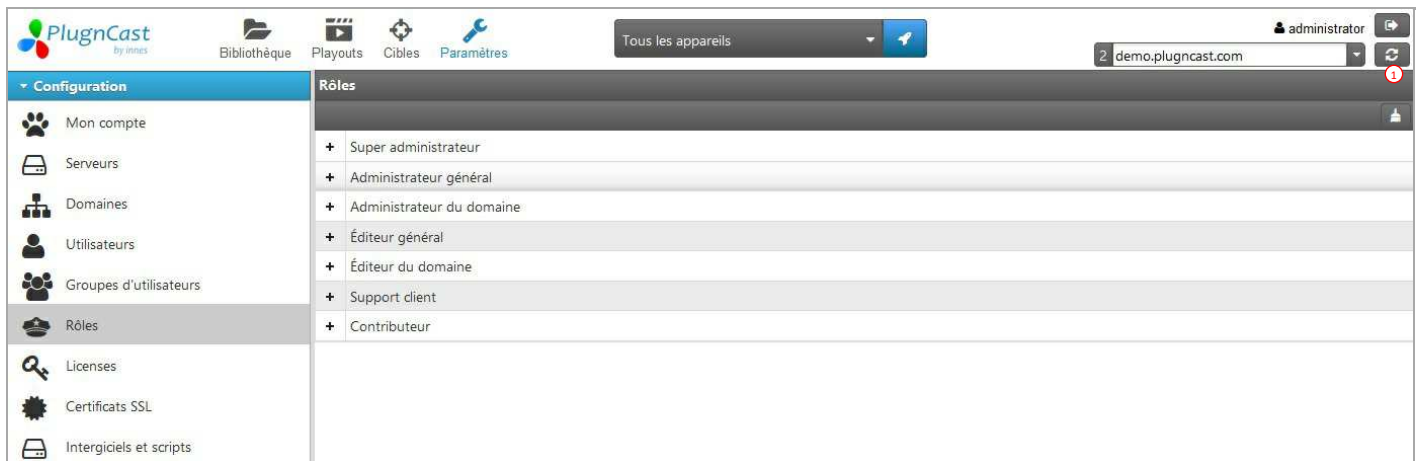 PlugnCast
by innes
Bibliothèque
Playouts
Cibles
Paramètres
Tous les appareils
administrator
2 demo.plugncast.com
1
Configuration
Mon compte
Serveurs
Domaines
Utilisateurs
Groupes d'utilisateurs
Rôles
Licenses
Certificats SSL
Intergiciels et scripts
Rôles
+ Super administrateur
+ Administrateur général
+ Administrateur du domaine
+ Éditeur général
+ Éditeur du domaine
+ Support client
+ Contributeur